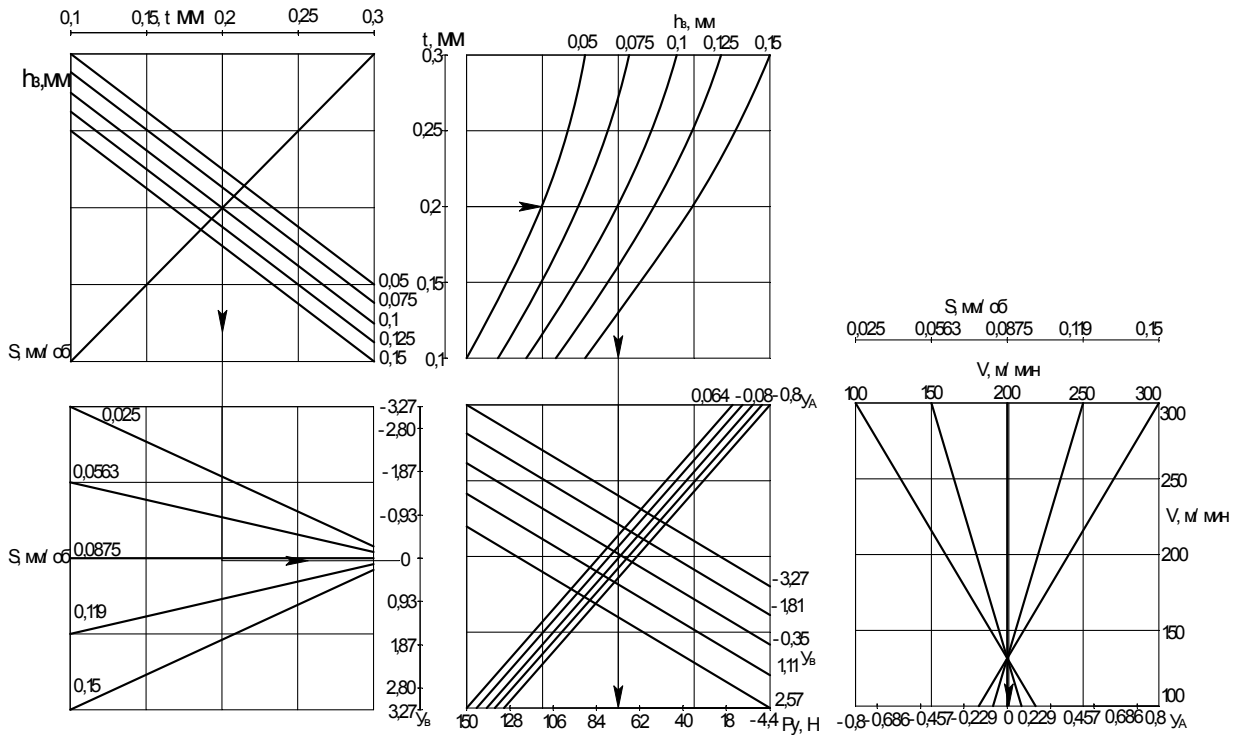 0,1 0,15, t ММ 0,2 0,25 0,3
hв,ММ
0,05
0,075
0,1
0,125
0,15
S, мм/ об
t, ММ
hв, мм
0,05 0,075 0,1 0,125 0,15
0,3
0,25
0,2
0,15
0,1
0,025
0,0563
S, мм/ об 0,0875
0,119
0,15
-3,27
-2,80
-1,87
-0,93
0
0,93
1,87
2,80
3,27 Ув
0,064 -0,08 -0,8 УА
-3,27
-1,81
-0,35
Ув
1,11
2,57
150 128 106 84 62 40 18 -4,4 Ру, Н
S, мм/ об
0,025 0,0563 0,0875 0,119 0,15
V, м/ мин
100 150 200 250 300
300
250
V, м/ мин
200
150
100
-0,8 -0,686 -0,457 -0,229 0 0,229 0,457 0,686 0,8 УА